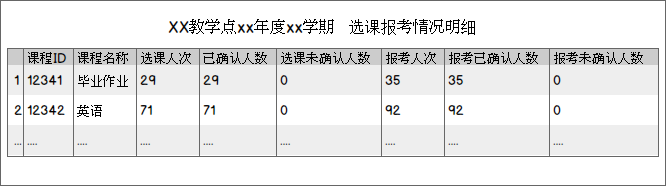 XX教学点xx年度xx学期 选课报考情况明细
课程ID 课程名称 选课人次 已确认人数 选课未确认人数 报考人次 报考已确认人数 报考未确认人数
1 12341 毕业作业 29 29 0 35 35 0
2 12342 英语 71 71 0 92 92 0
... .... .... .... .... .... .... .... ....